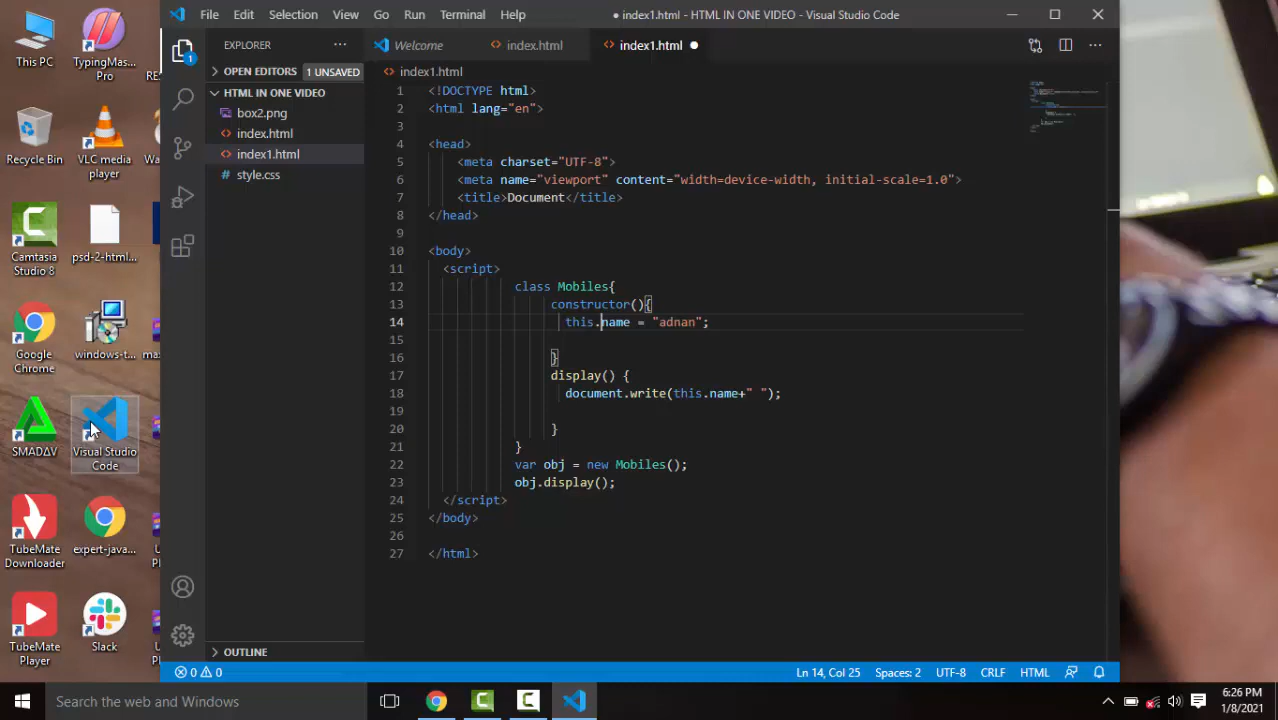 File Edit Selection View Go Run Terminal Help
● index1.html - HTML IN ONE VIDEO - Visual Studio Code
This PC
TypingMas...
Pro
Recycle Bin
VLC media
player
Camtasia
Studio 8
psd-2-html...
Google
Chrome
windows-t...
SMADΔV
Visual Studio
Code
TubeMate
Downloader
expert-java...
TubeMate
Player
Slack
EXPLORER ...
OPEN EDITORS 1 UNSAVED
HTML IN ONE VIDEO
box2.png
index.html
index1.html
# style.css
OUTLINE
1
Welcome
index.html
index1.html
index1.html
1 <!DOCTYPE html>
2 <html lang="en">
3
4 <head>
5 <meta charset="UTF-8">
6 <meta name="viewport" content="width=device-width, initial-scale=1.0">
7 <title>Document</title>
8 </head>
9
10 <body>
11 <script>
12 class Mobiles{
13 constructor(){
14 this.name = "adnan";
15
16 }
17 display() {
18 document.write(this.name+" ");
19
20 }
21 }
22 var obj = new Mobiles();
23 obj.display();
24 </script>
25 </body>
26
27 </html>
0 0
Ln 14, Col 25 Spaces: 2 UTF-8 CRLF HTML
Search the web and Windows
6:26 PM
1/8/2021